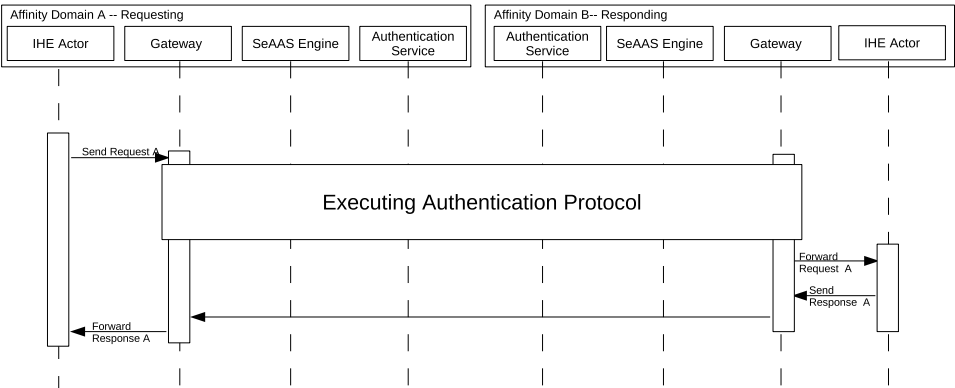 Affinity Domain A -- Requesting
Affinity Domain B-- Responding
IHE Actor
Gateway
SeAAS Engine
Authentication
Service
Authentication
Service
SeAAS Engine
Gateway
IHE Actor
Send Request A
Executing Authentication Protocol
Forward
Request A
Send
Response A
Forward
Response A